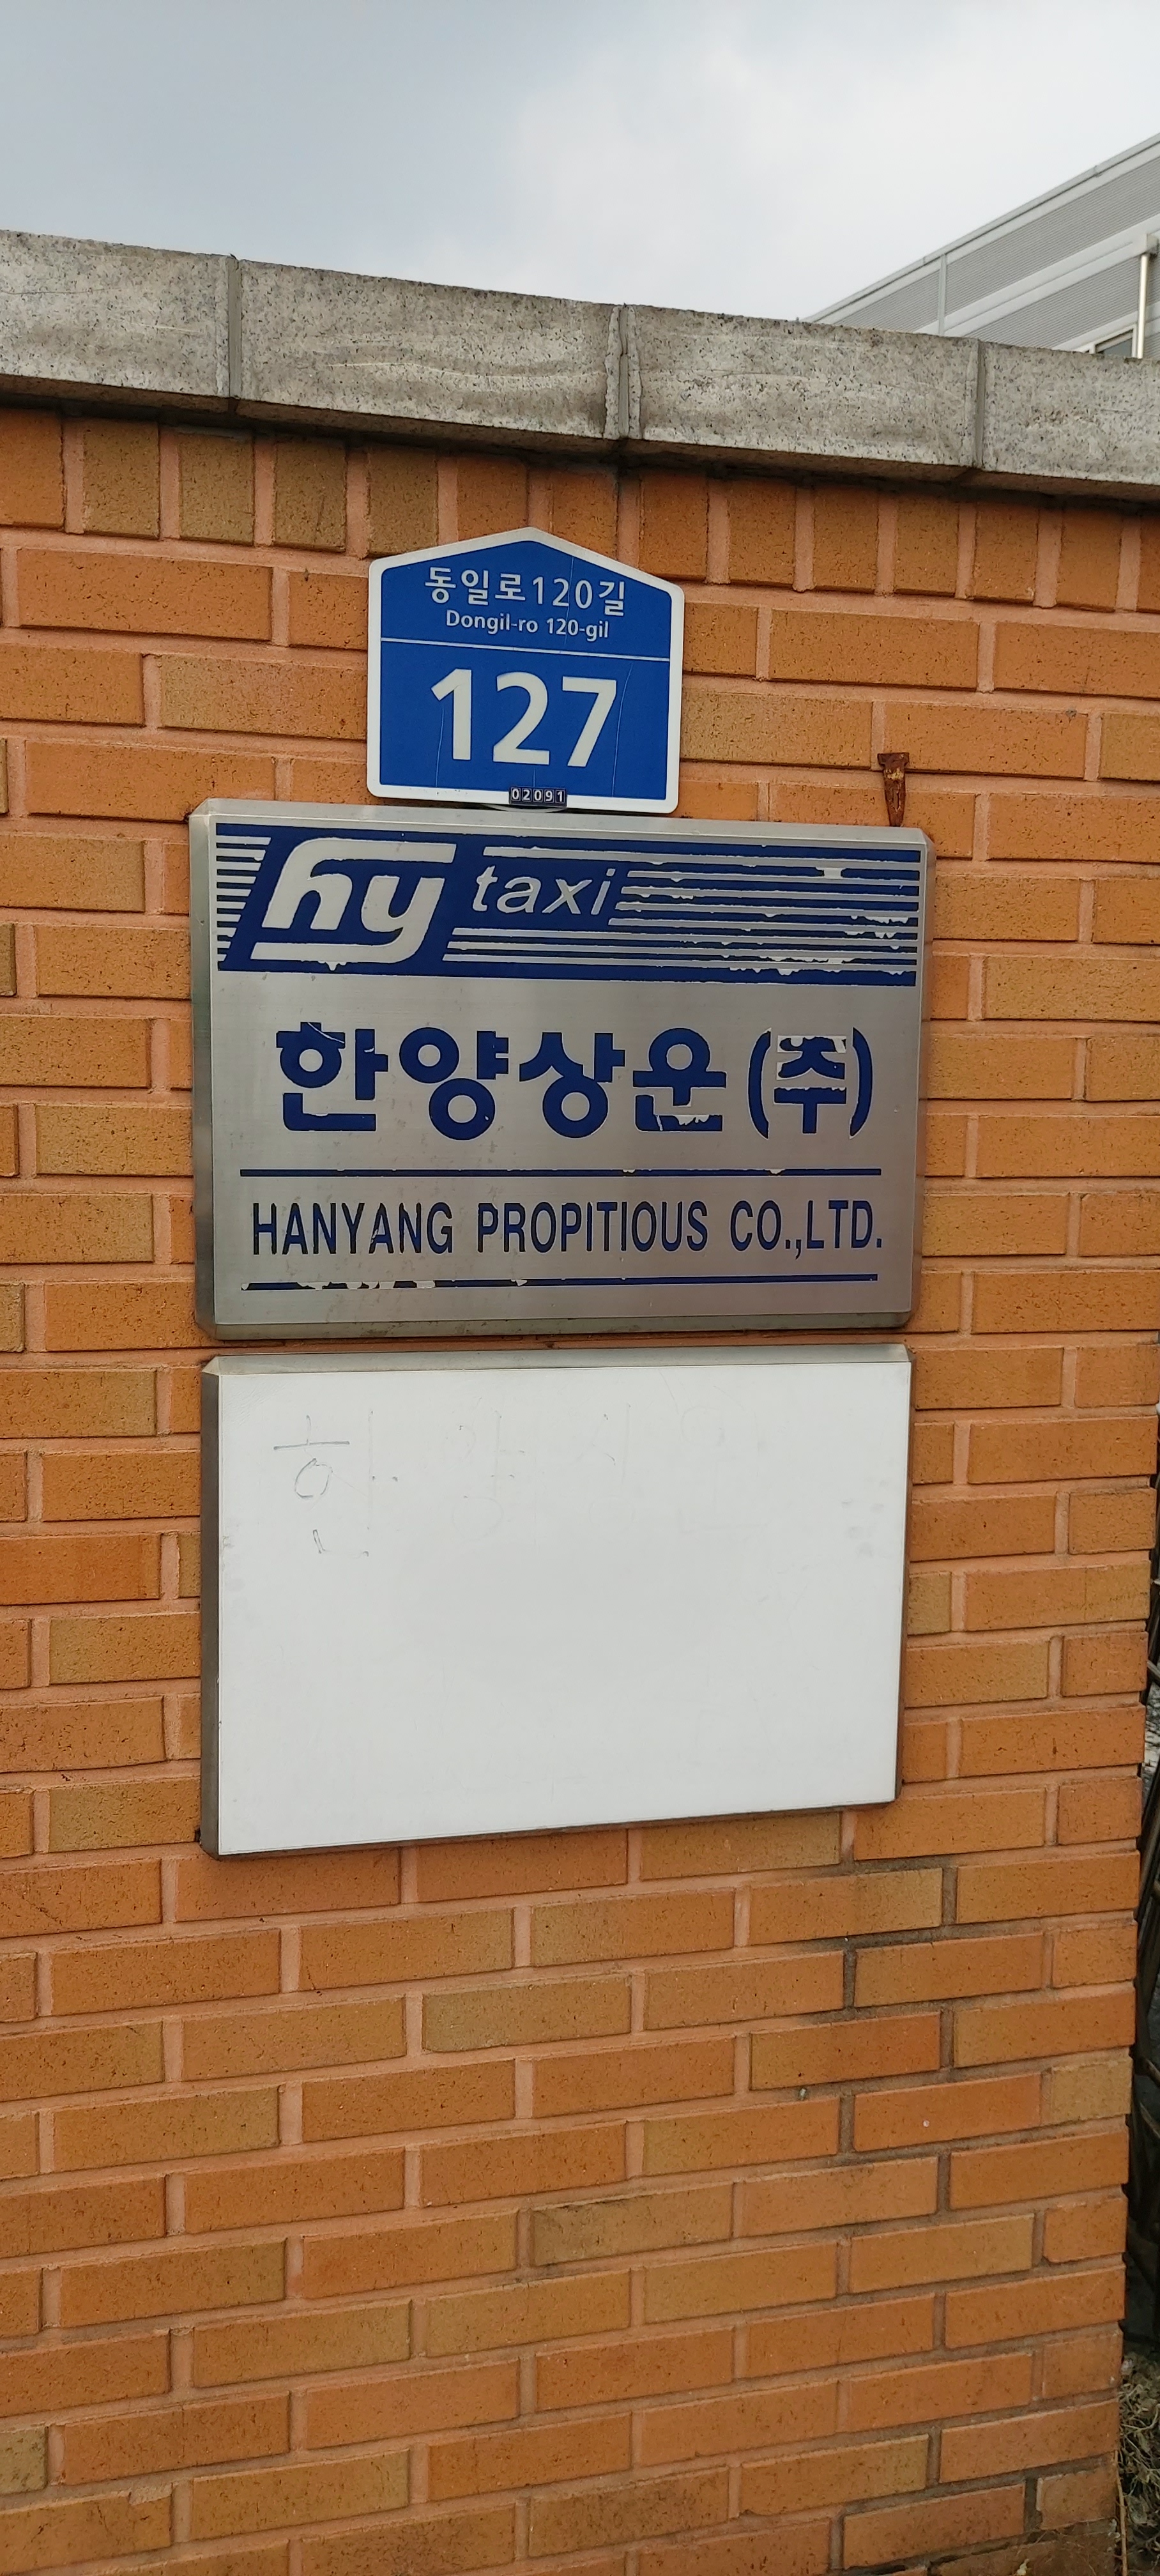 동일로120길
Dongil-ro 120-gil
127
02091
hy taxi
한양상운(주)
HANYANG PROPITIOUS CO.,LTD.
한